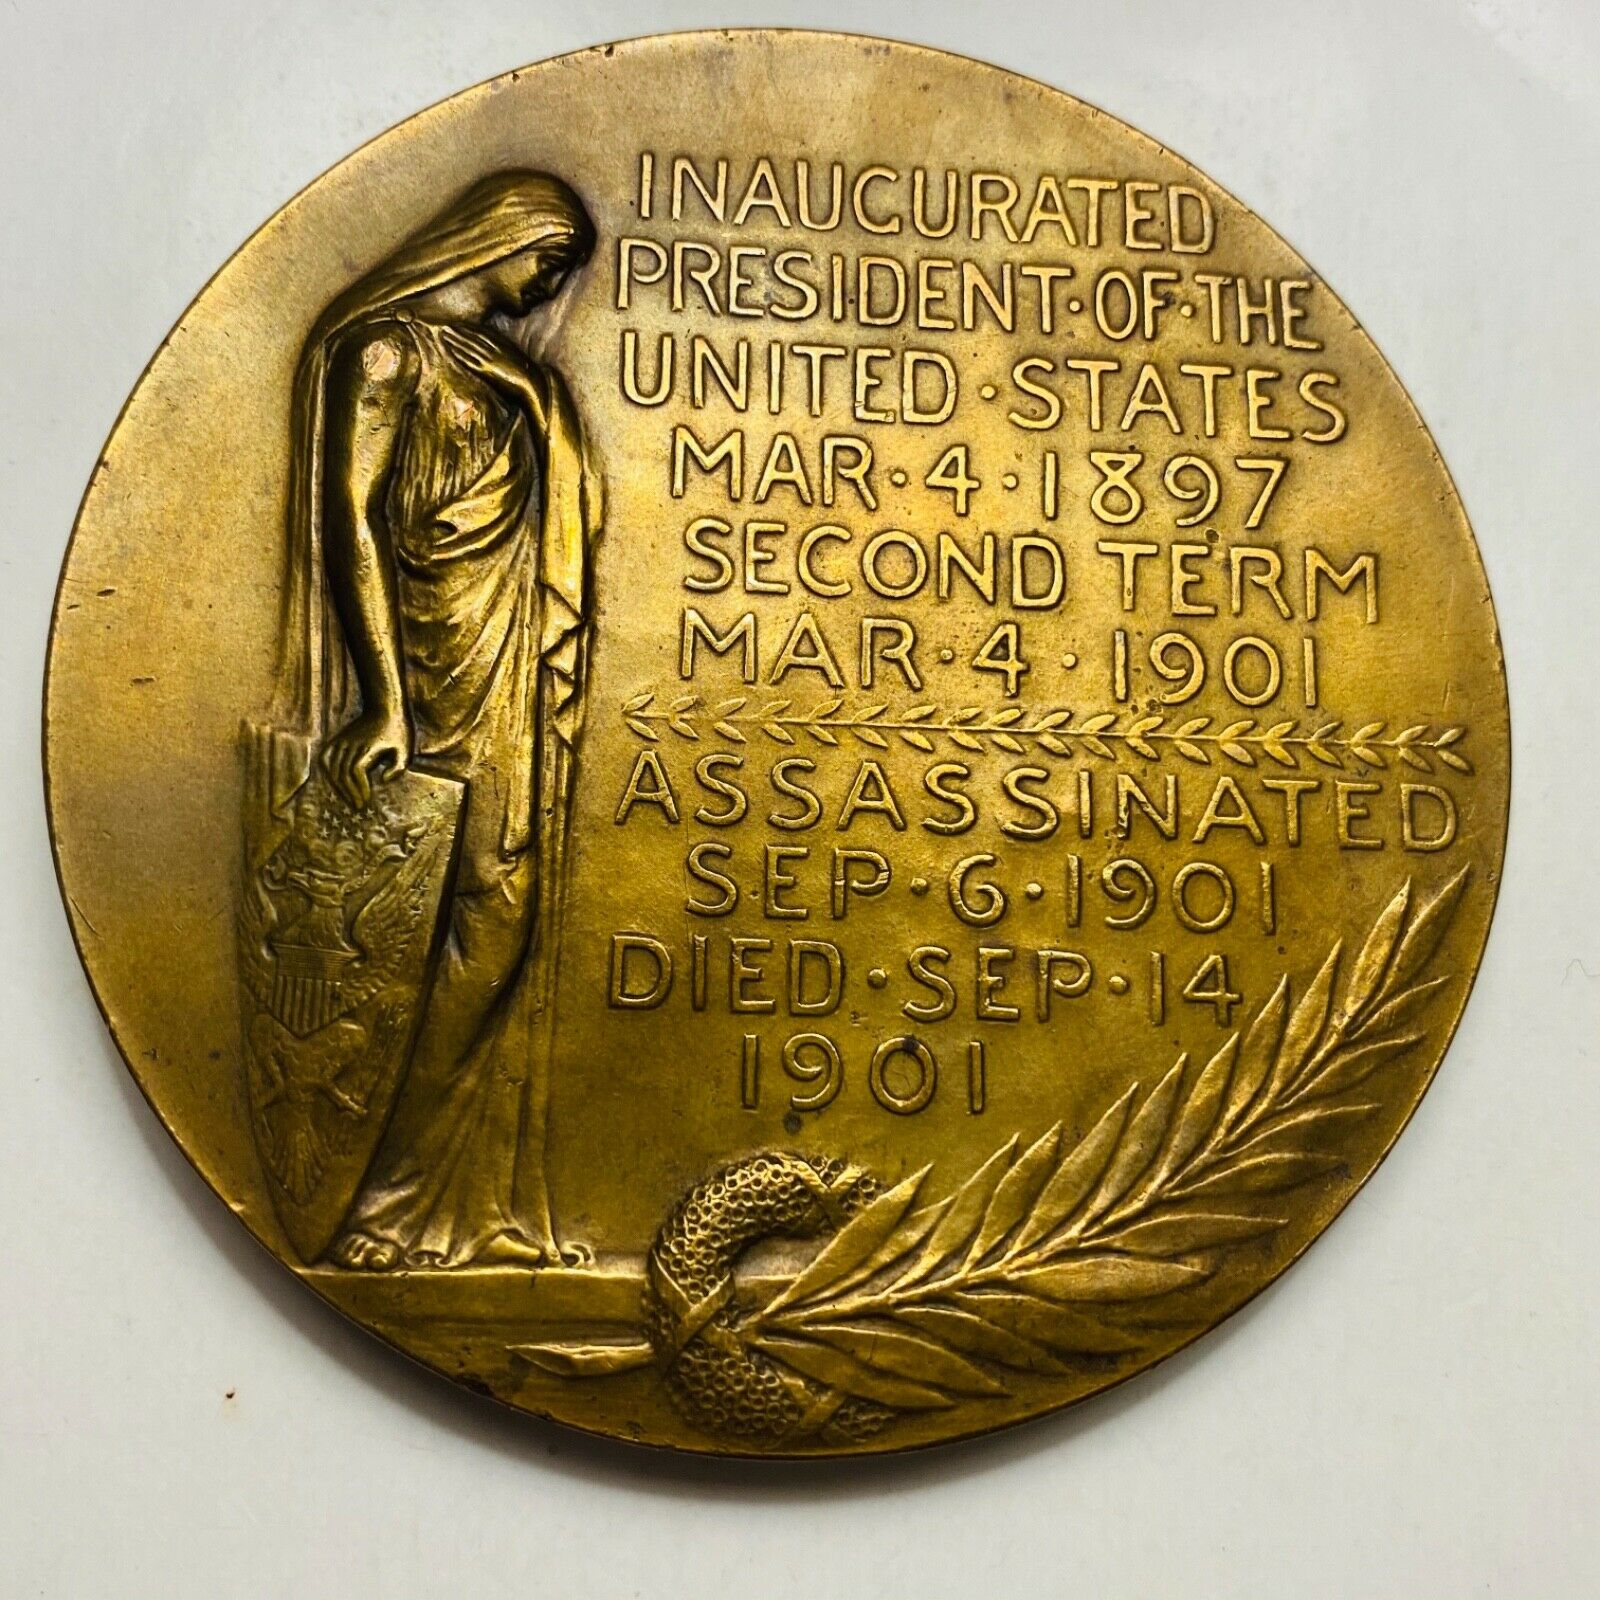 INAUGURATED
PRESIDENT·OF·THE
UNITED·STATES
MAR·4·1897
SECOND TERM
MAR·4·1901
ASSASSINATED
SEP·6·1901
DIED·SEP·14
1901